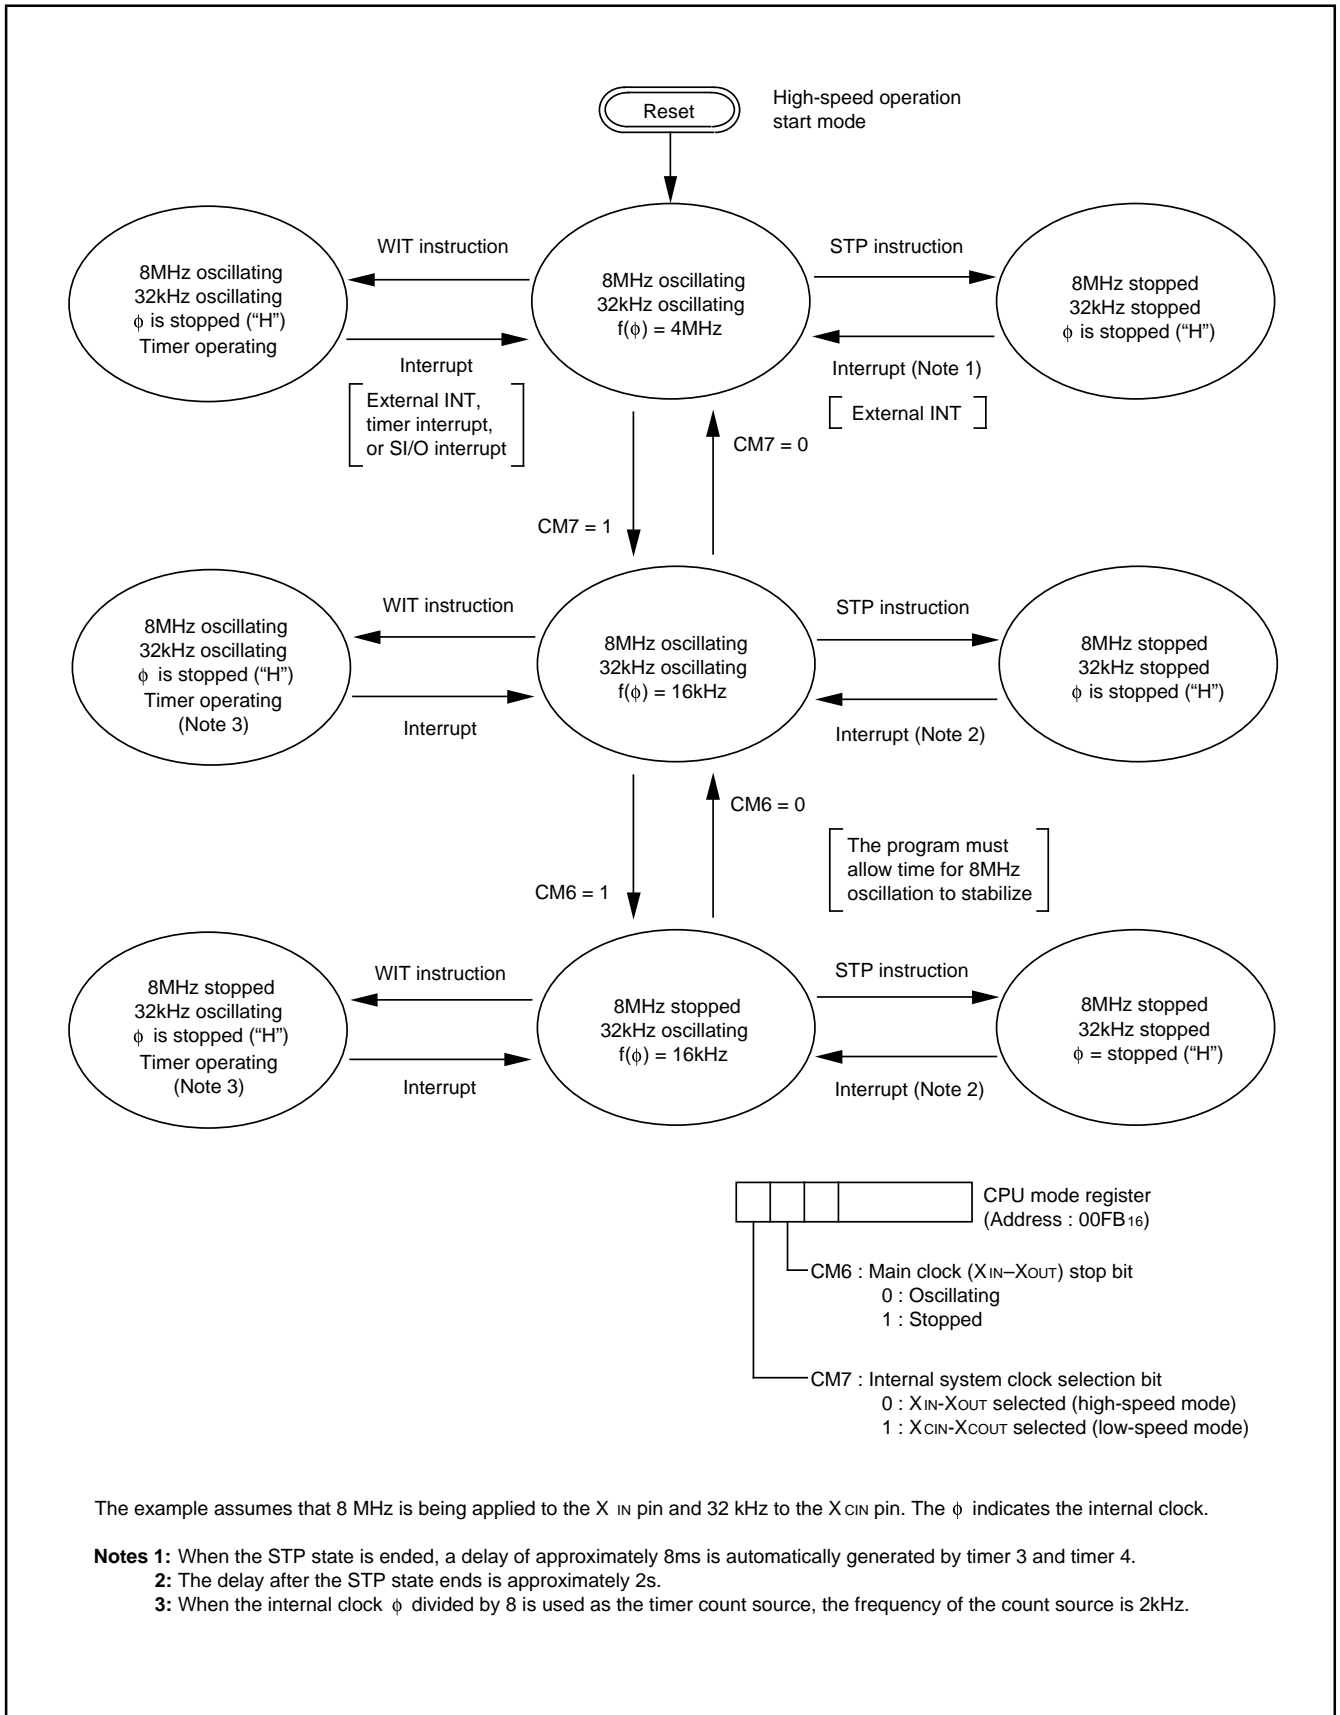 Reset
High-speed operation
start mode
WIT instruction
STP instruction
8MHz oscillating
32kHz oscillating
φ is stopped (“H”)
Timer operating
8MHz oscillating
32kHz oscillating
f(φ) = 4MHz
8MHz stopped
32kHz stopped
φ is stopped (“H”)
Interrupt
External INT,
timer interrupt,
or SI/O interrupt
Interrupt (Note 1)
External INT
CM7 = 0
CM7 = 1
WIT instruction
STP instruction
8MHz oscillating
32kHz oscillating
φ is stopped (“H”)
Timer operating
(Note 3)
8MHz oscillating
32kHz oscillating
f(φ) = 16kHz
8MHz stopped
32kHz stopped
φ is stopped (“H”)
Interrupt
Interrupt (Note 2)
CM6 = 0
The program must
allow time for 8MHz
oscillation to stabilize
CM6 = 1
WIT instruction
STP instruction
8MHz stopped
32kHz oscillating
φ is stopped (“H”)
Timer operating
(Note 3)
8MHz stopped
32kHz oscillating
f(φ) = 16kHz
8MHz stopped
32kHz stopped
φ = stopped (“H”)
Interrupt
Interrupt (Note 2)
CPU mode register
(Address : 00FB16)
CM6 : Main clock (XIN–XOUT) stop bit
0 : Oscillating
1 : Stopped
CM7 : Internal system clock selection bit
0 : XIN-XOUT selected (high-speed mode)
1 : XCIN-XCOUT selected (low-speed mode)
The example assumes that 8 MHz is being applied to the X IN pin and 32 kHz to the XCIN pin. The φ indicates the internal clock.
Notes 1: When the STP state is ended, a delay of approximately 8ms is automatically generated by timer 3 and timer 4.
2: The delay after the STP state ends is approximately 2s.
3: When the internal clock φ divided by 8 is used as the timer count source, the frequency of the count source is 2kHz.